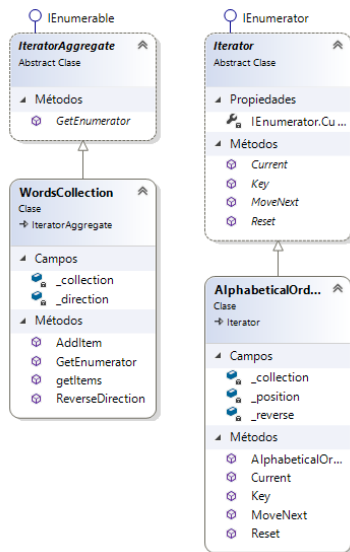 IEnumerable
IteratorAggregate
Abstract Clase
Métodos
GetEnumerator
WordsCollection
Clase
IteratorAggregate
Campos
_collection
_direction
Métodos
AddItem
GetEnumerator
getItems
ReverseDirection
IEnumerator
Iterator
Abstract Clase
Propiedades
IEnumerator.Cu...
Métodos
Current
Key
MoveNext
Reset
AlphabeticalOrd...
Clase
Iterator
Campos
_collection
_position
_reverse
Métodos
AlphabeticalOr...
Current
Key
MoveNext
Reset